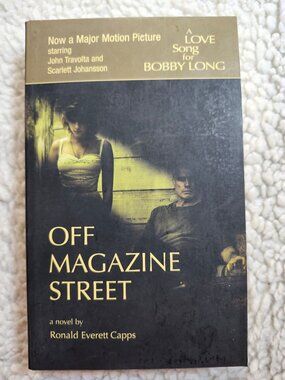 Now a Major Motion Picture
starring
John Travolta and
Scarlett Johansson
A
LOVE
Song
for
BOBBY LONG
OFF
MAGAZINE
STREET
a novel by
Ronald Everett Capps